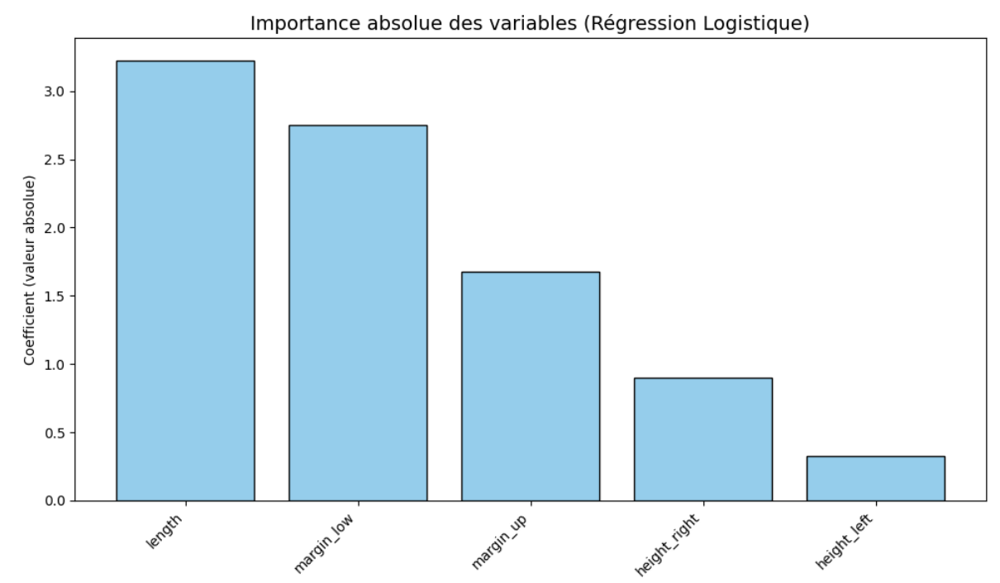 Importance absolue des variables (Régression Logistique)
Coefficient (valeur absolue)
3.0
2.5
2.0
1.5
1.0
0.5
0.0
length
margin_low
margin_up
height_right
height_left